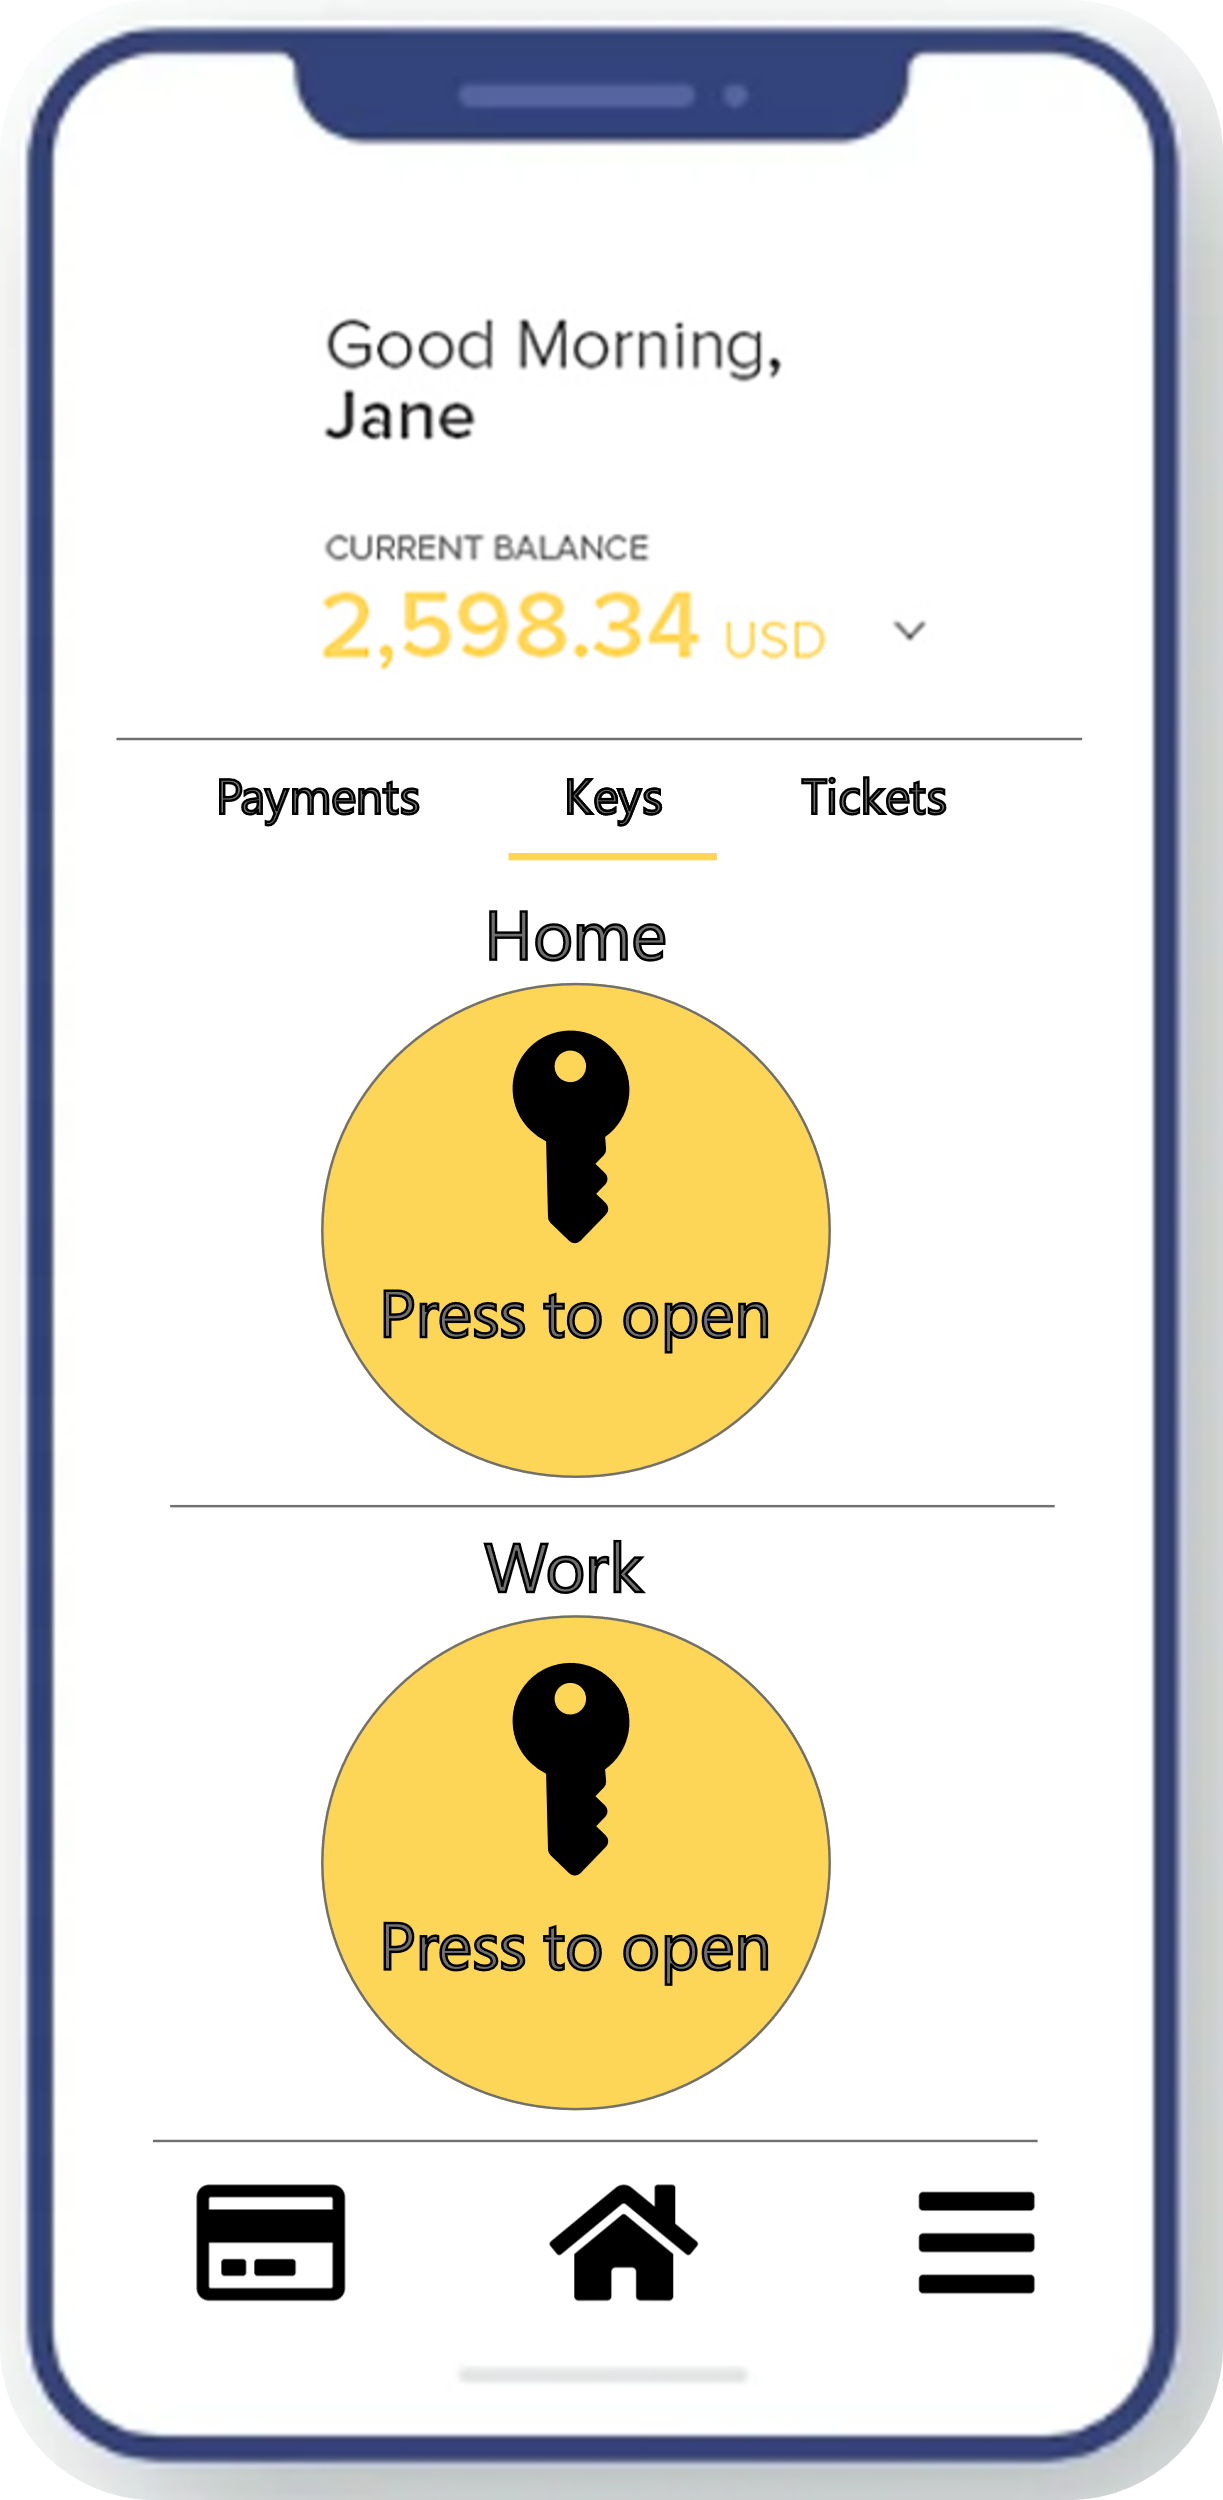 Good Morning,
Jane
CURRENT BALANCE
2,598.34 USD
Payments Keys Tickets
Home
Press to open
Work
Press to open